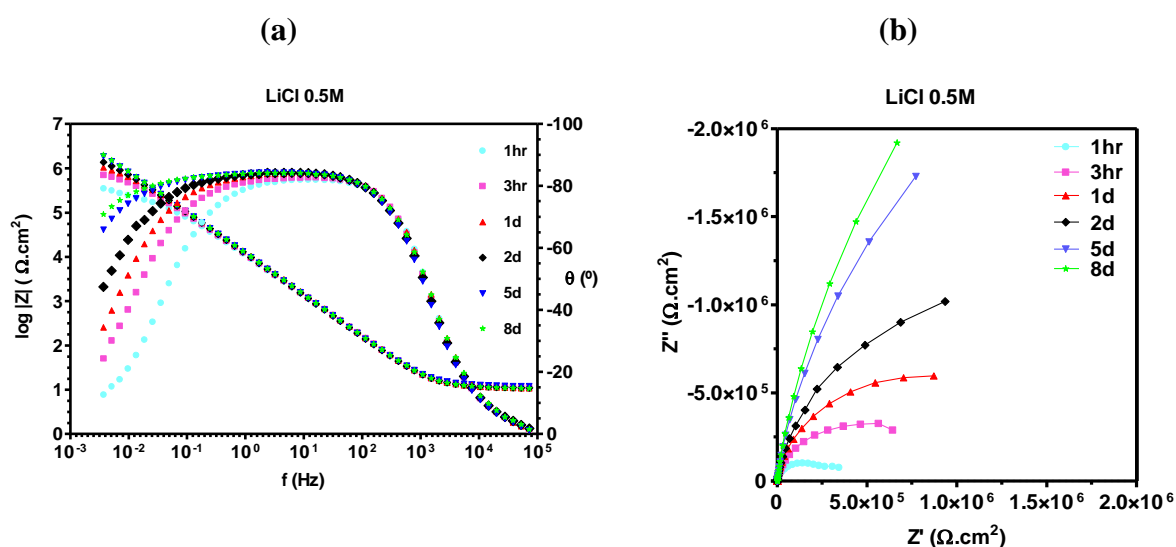 (a)
LiCl 0.5M
log |Z| ( Ω.cm²)
7
6
5
4
3
2
1
0
-100
-80
-60
-40
-20
0
θ (º)
1hr
3hr
1d
2d
5d
8d
10⁻³ 10⁻² 10⁻¹ 10⁰ 10¹ 10² 10³ 10⁴ 10⁵
f (Hz)
(b)
LiCl 0.5M
Z'' (Ω.cm²)
-2.0×10⁶
-1.5×10⁶
-1.0×10⁶
-5.0×10⁵
0
1hr
3hr
1d
2d
5d
8d
0 5.0×10⁵ 1.0×10⁶ 1.5×10⁶ 2.0×10⁶
Z' (Ω.cm²)